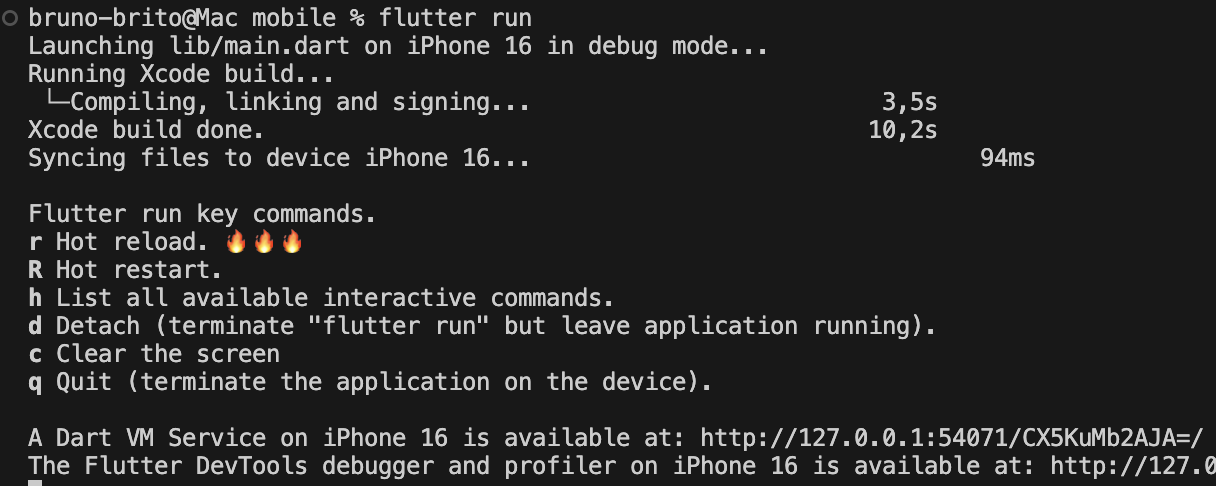 bruno-brito@Mac mobile % flutter run
Launching lib/main.dart on iPhone 16 in debug mode...
Running Xcode build...
└─Compiling, linking and signing... 3,5s
Xcode build done. 10,2s
Syncing files to device iPhone 16... 94ms
Flutter run key commands.
r Hot reload. 🔥🔥🔥
R Hot restart.
h List all available interactive commands.
d Detach (terminate "flutter run" but leave application running).
c Clear the screen
q Quit (terminate the application on the device).
A Dart VM Service on iPhone 16 is available at: http://127.0.0.1:54071/CX5KuMb2AJA=/
The Flutter DevTools debugger and profiler on iPhone 16 is available at: http://127.0